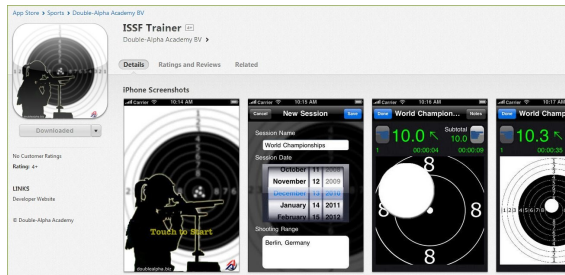 App Store > Sports > Double-Alpha Academy BV
ISSF Trainer 4+
Double-Alpha Academy BV >
Details Ratings and Reviews Related
iPhone Screenshots
Downloaded
No Customer Ratings
Rating: 4+
LINKS
Developer Website
© Double-Alpha Academy
Carrier 10:14 AM
Touch to Start
doublealpha.biz
Carrier 10:15 AM
Cancel New Session Save
Session Name
World Championships
Session Date
October 11 2009
November 12 2009
December 13 2010
January 14 2011
February 15 2012
Shooting Range
Berlin, Germany
Carrier 10:16 AM
Done World Champion... Notes
10.0 Subtotal
10.0
1 00:00:04 00:00:08
8
8 8
8
Carrier 10:17 AM
Done World Champ
10.3
1 00:00:35